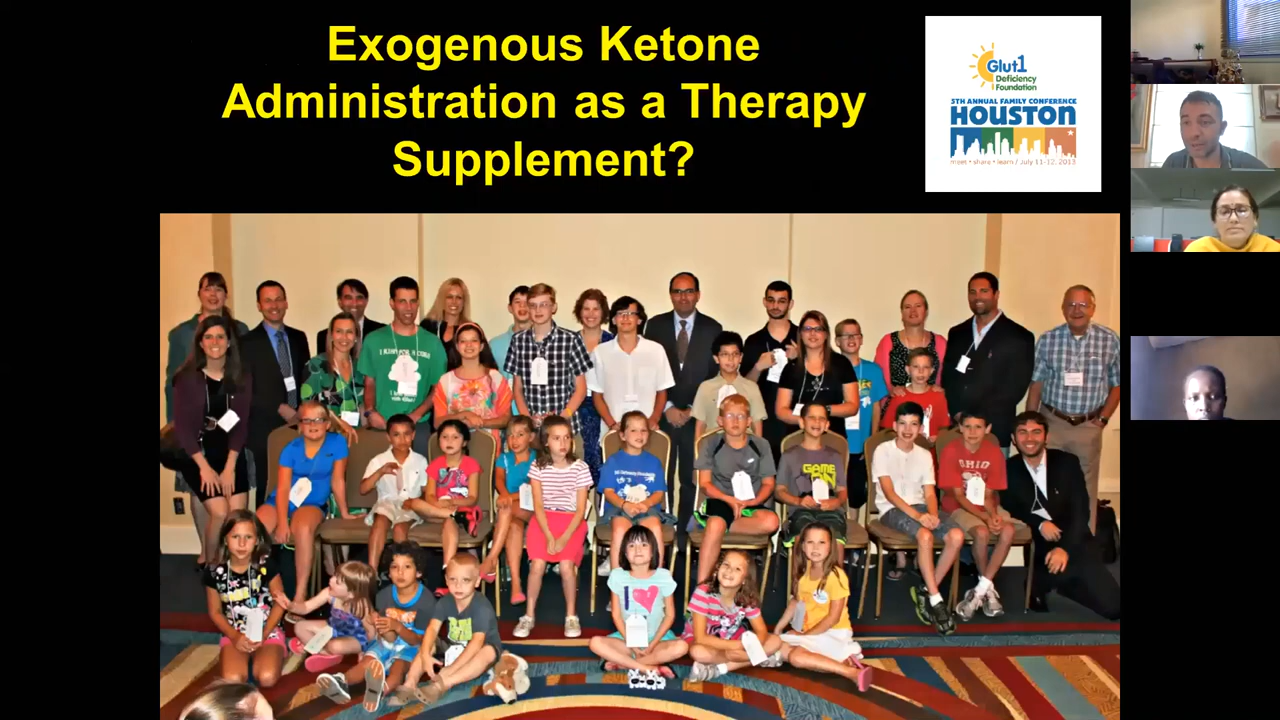 Exogenous Ketone
Administration as a Therapy
Supplement?
Glut1
Deficiency
Foundation
5TH ANNUAL FAMILY CONFERENCE
HOUSTON
meet • share • learn / July 11-12, 2013
GAME
OHIO
I